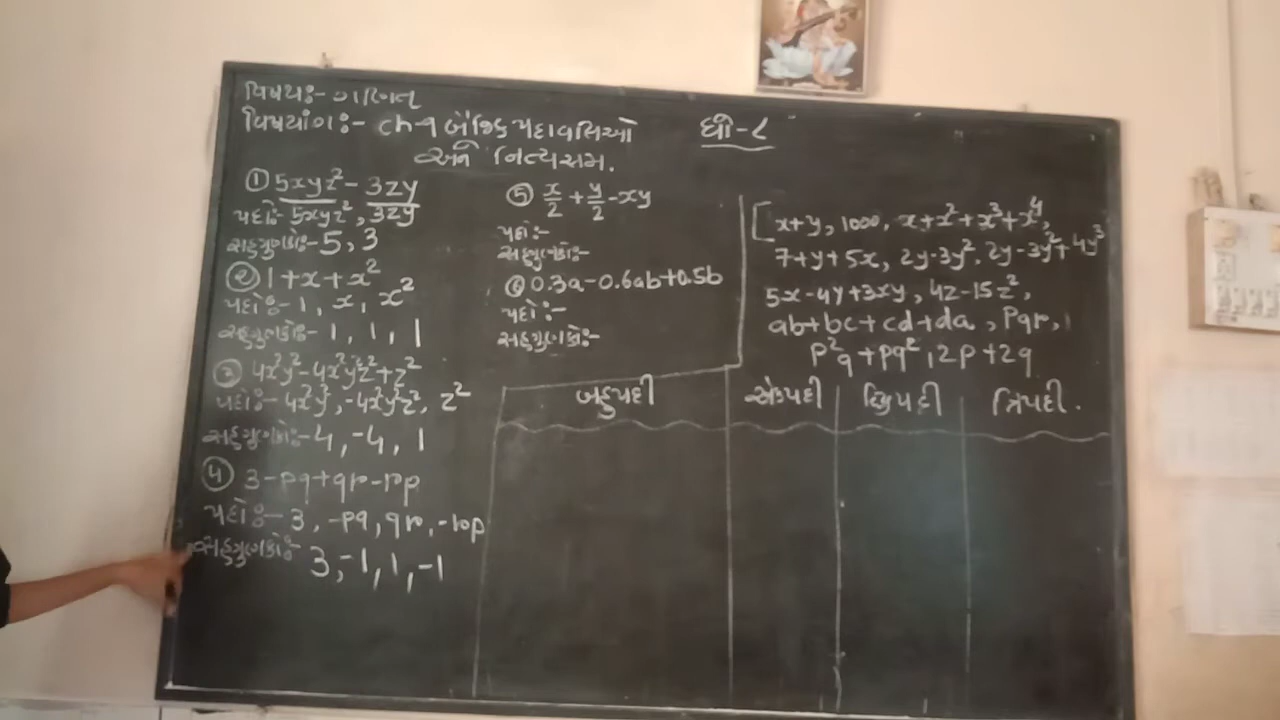 વિષય:- ગણિત
વિષયાંગ:- ch-૧ બૈજિક પદાવલિઓ
અને નિત્યસમ.
ધો-૮
① 5xyz² - 3zy
પદો:- 5xyz², 3zy
સહગુણકો:- 5, 3
② 1+x+x²
પદો:- 1, x, x²
સહગુણકો:- 1, 1, 1
③ 4x²y² - 4x²y²z² + z²
પદો:- 4x²y², -4x²y²z², z²
સહગુણકો:- 4, -4, 1
④ 3-pq+qr-rp
પદો:- 3, -pq, qr, -rp
સહગુણકો:- 3, -1, 1, -1
⑤ x/2 + y/2 - xy
પદો:-
સહગુણકો:-
⑥ 0.3a-0.6ab+0.5b
પદો:-
સહગુણકો:-
[x+y, 1000, x+x²+x³+x⁴,
7+y+5x, 2y-3y², 2y-3y²+4y³
5x-4y+3xy, 4z-15z²,
ab+bc+cd+da, pqr,
p²q+pq², 2p+2q
બહુપદી એકપદી દ્વિપદી ત્રિપદી.